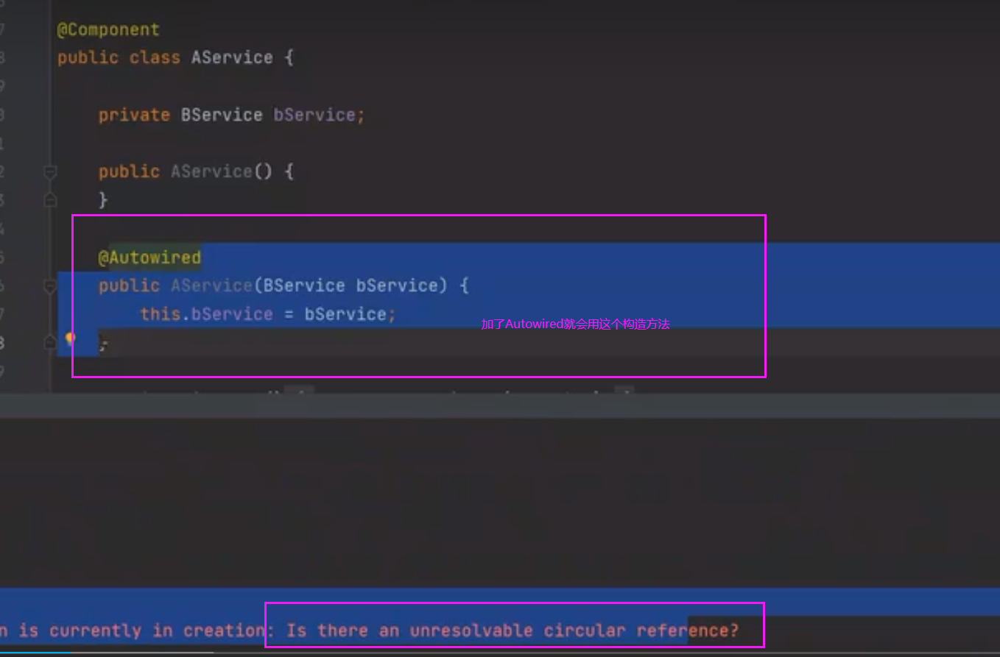 @Component
public class AService {
private BService bService;
public AService() {
}
@Autowired
public AService(BService bService) {
this.bService = bService;
加了Autowired就会用这个构造方法
}
n is currently in creation: Is there an unresolvable circular reference?